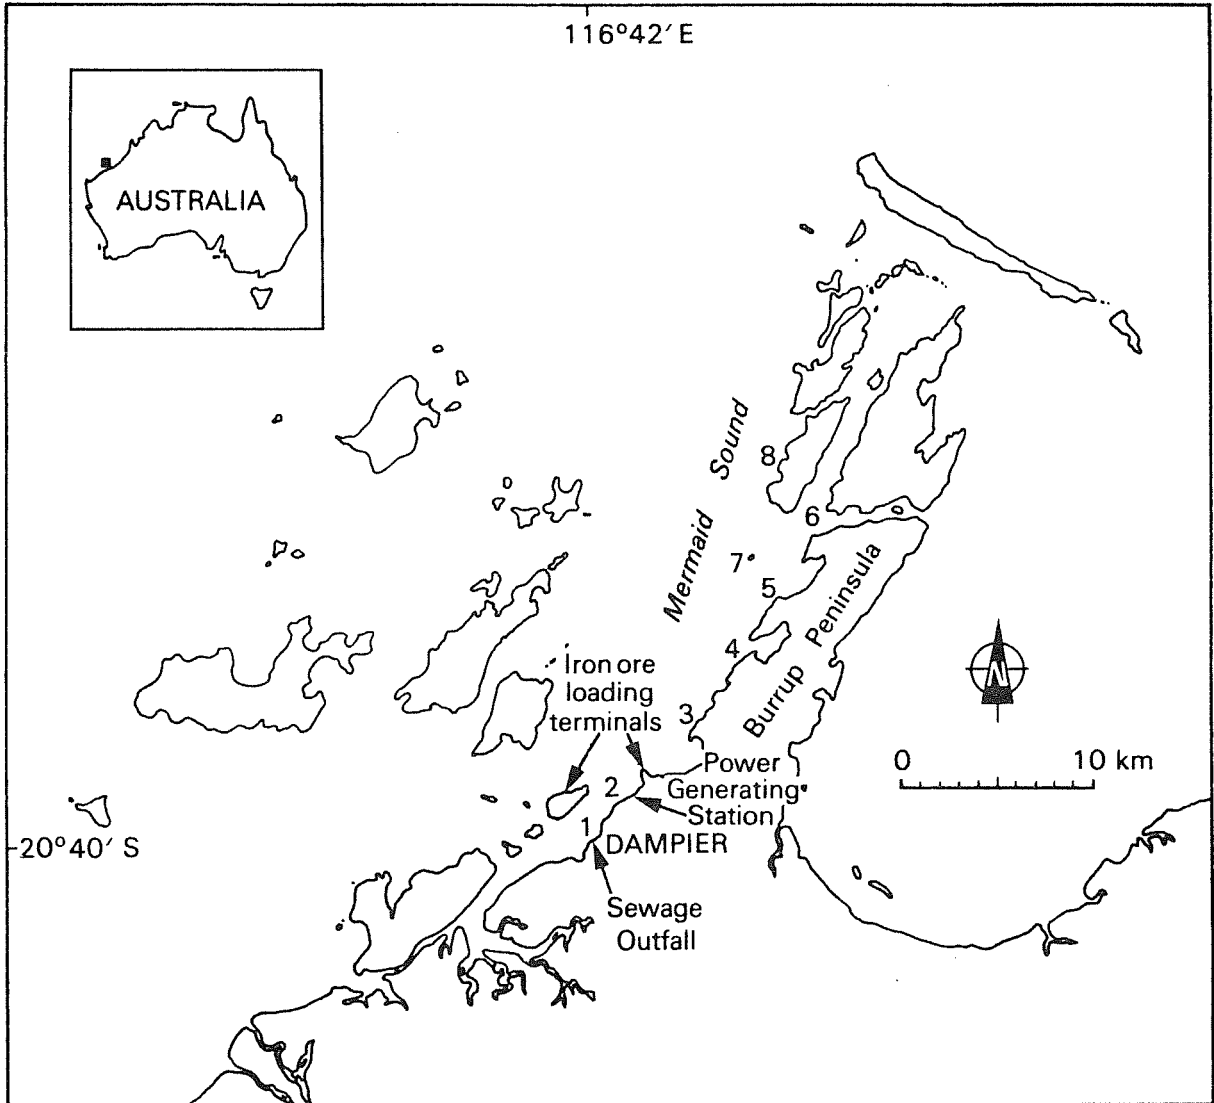 116°42′ E
AUSTRALIA
8
Mermaid Sound
6
7
5
4
Burrup Peninsula
3
Iron ore
loading
terminals
N
0 10 km
Power
Generating
Station
2
1
DAMPIER
20°40′ S
Sewage
Outfall